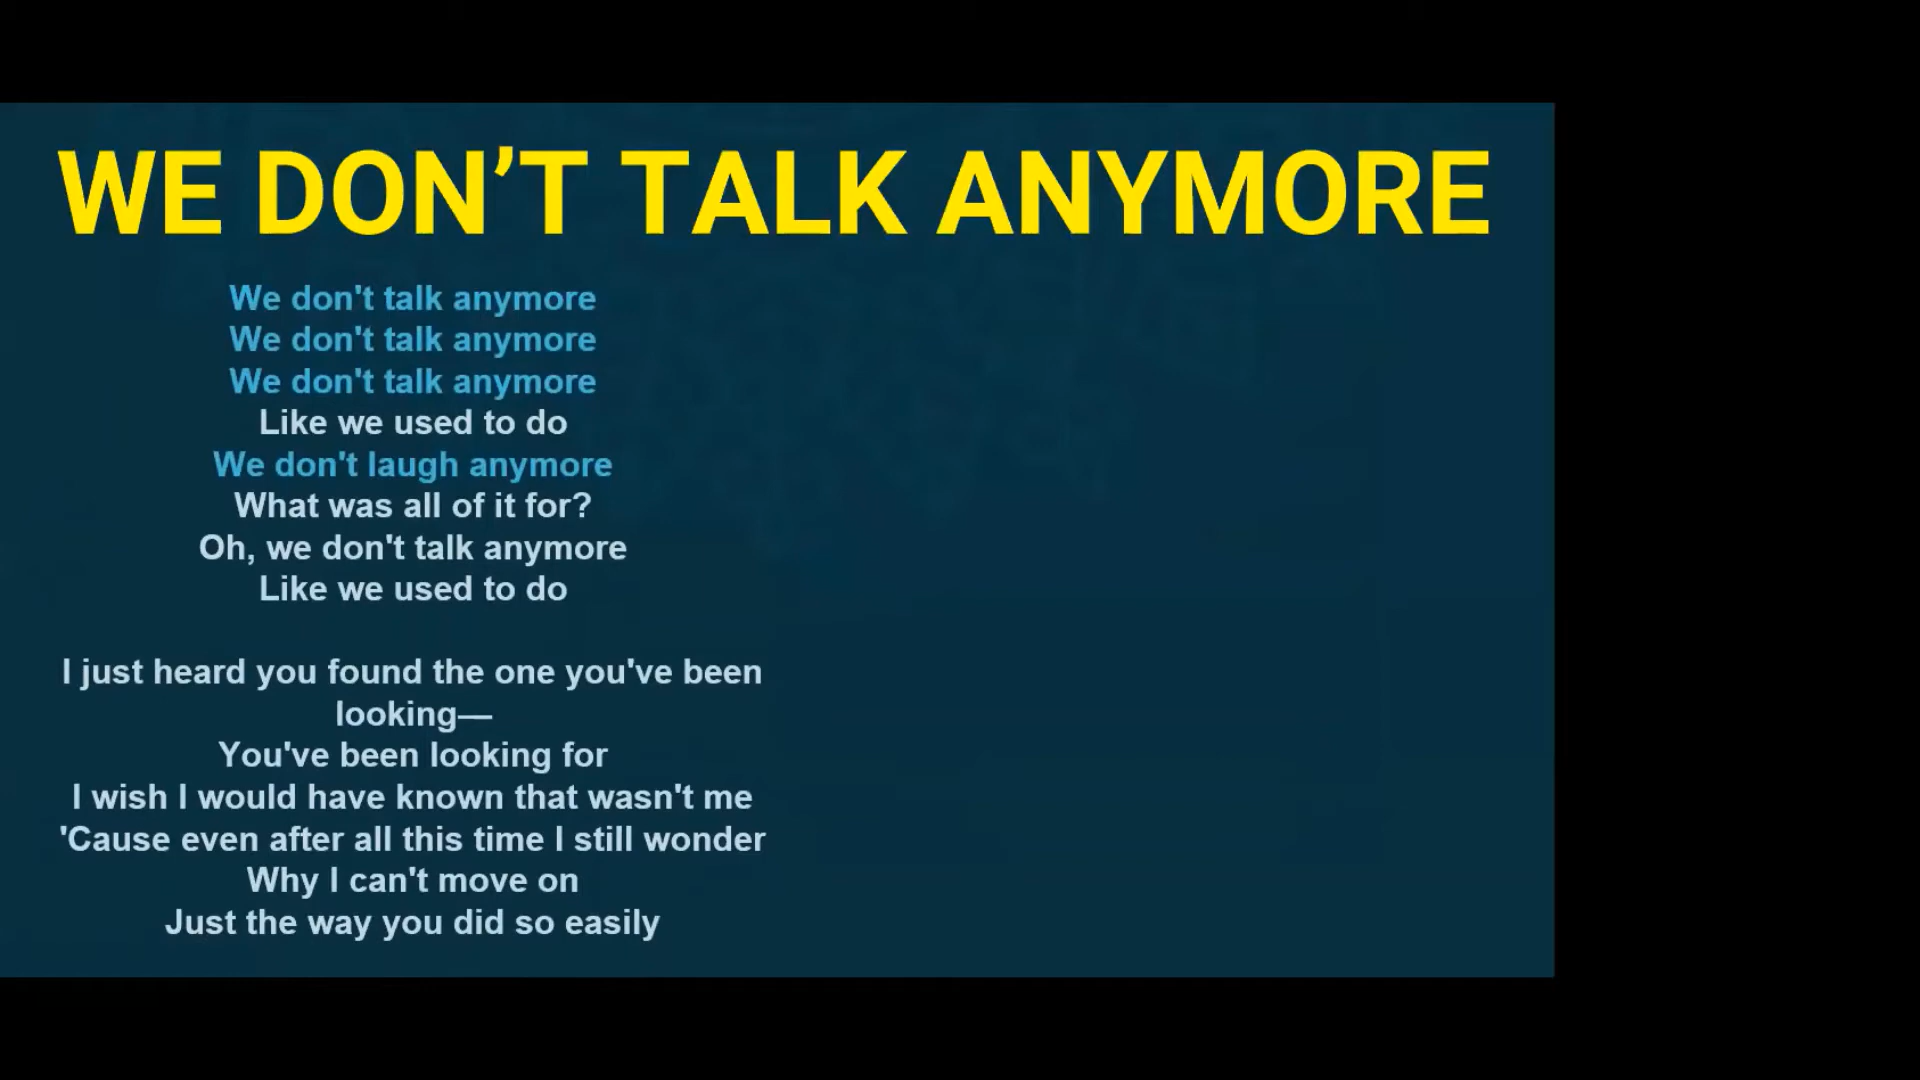 WE DON’T TALK ANYMORE
We don't talk anymore
We don't talk anymore
We don't talk anymore
Like we used to do
We don't laugh anymore
What was all of it for?
Oh, we don't talk anymore
Like we used to do
I just heard you found the one you've been
looking—
You've been looking for
I wish I would have known that wasn't me
'Cause even after all this time I still wonder
Why I can't move on
Just the way you did so easily